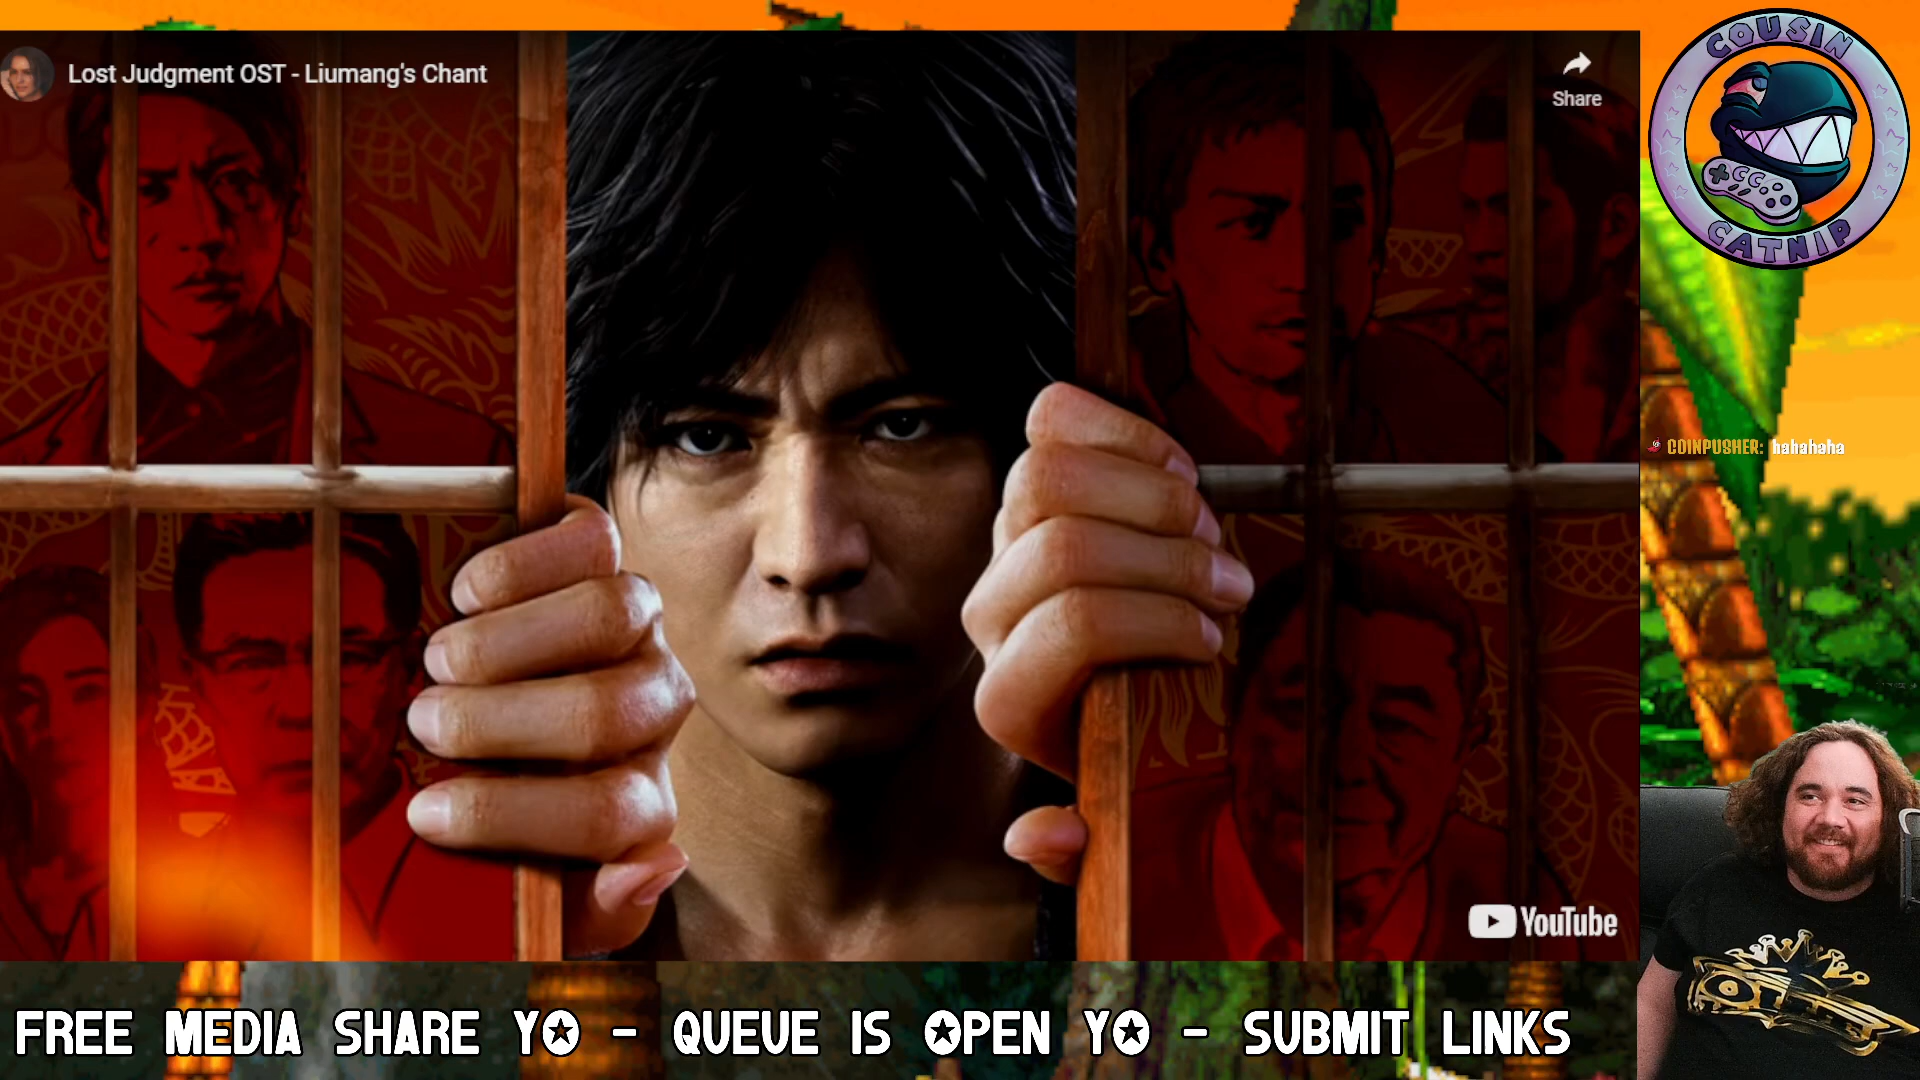 Lost Judgment OST - Liumang's Chant
Share
COUSIN
CC
CATNIP
COINPUSHER: hahahaha
YouTube
FREE MEDIA SHARE YO - QUEUE IS OPEN YO - SUBMIT LINKS